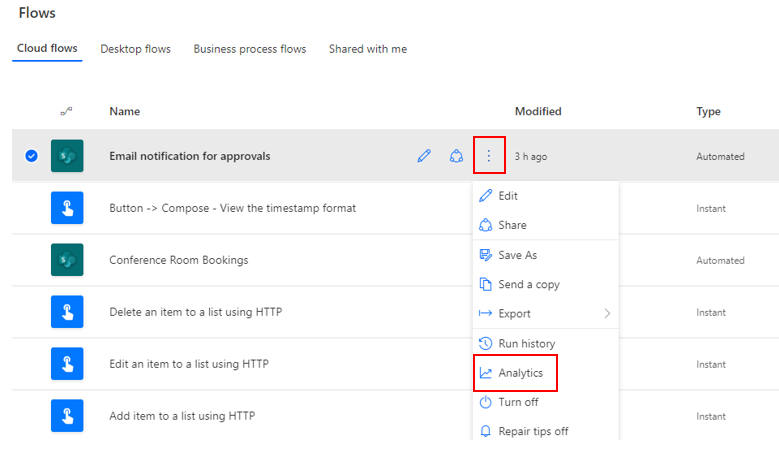 Flows
Cloud flows Desktop flows Business process flows Shared with me
Name Modified Type
Email notification for approvals 3 h ago Automated
Edit
Button -> Compose - View the timestamp format Instant
Share
Save As
Conference Room Bookings Automated
Send a copy
Delete an item to a list using HTTP Export Instant
Run history
Edit an item to a list using HTTP Instant
Analytics
Turn off
Add item to a list using HTTP Instant
Repair tips off